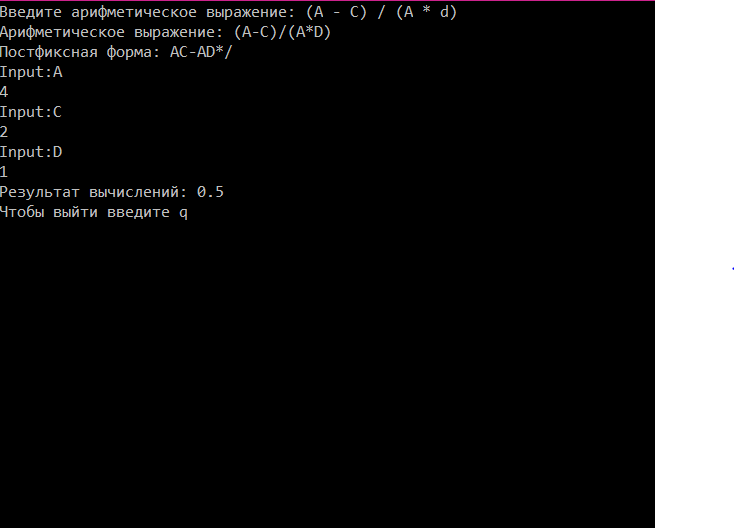 Введите арифметическое выражение: (A - C) / (A * d)
Арифметическое выражение: (A-C)/(A*D)
Постфиксная форма: AC-AD*/
Input:A
4
Input:C
2
Input:D
1
Результат вычислений: 0.5
Чтобы выйти введите q